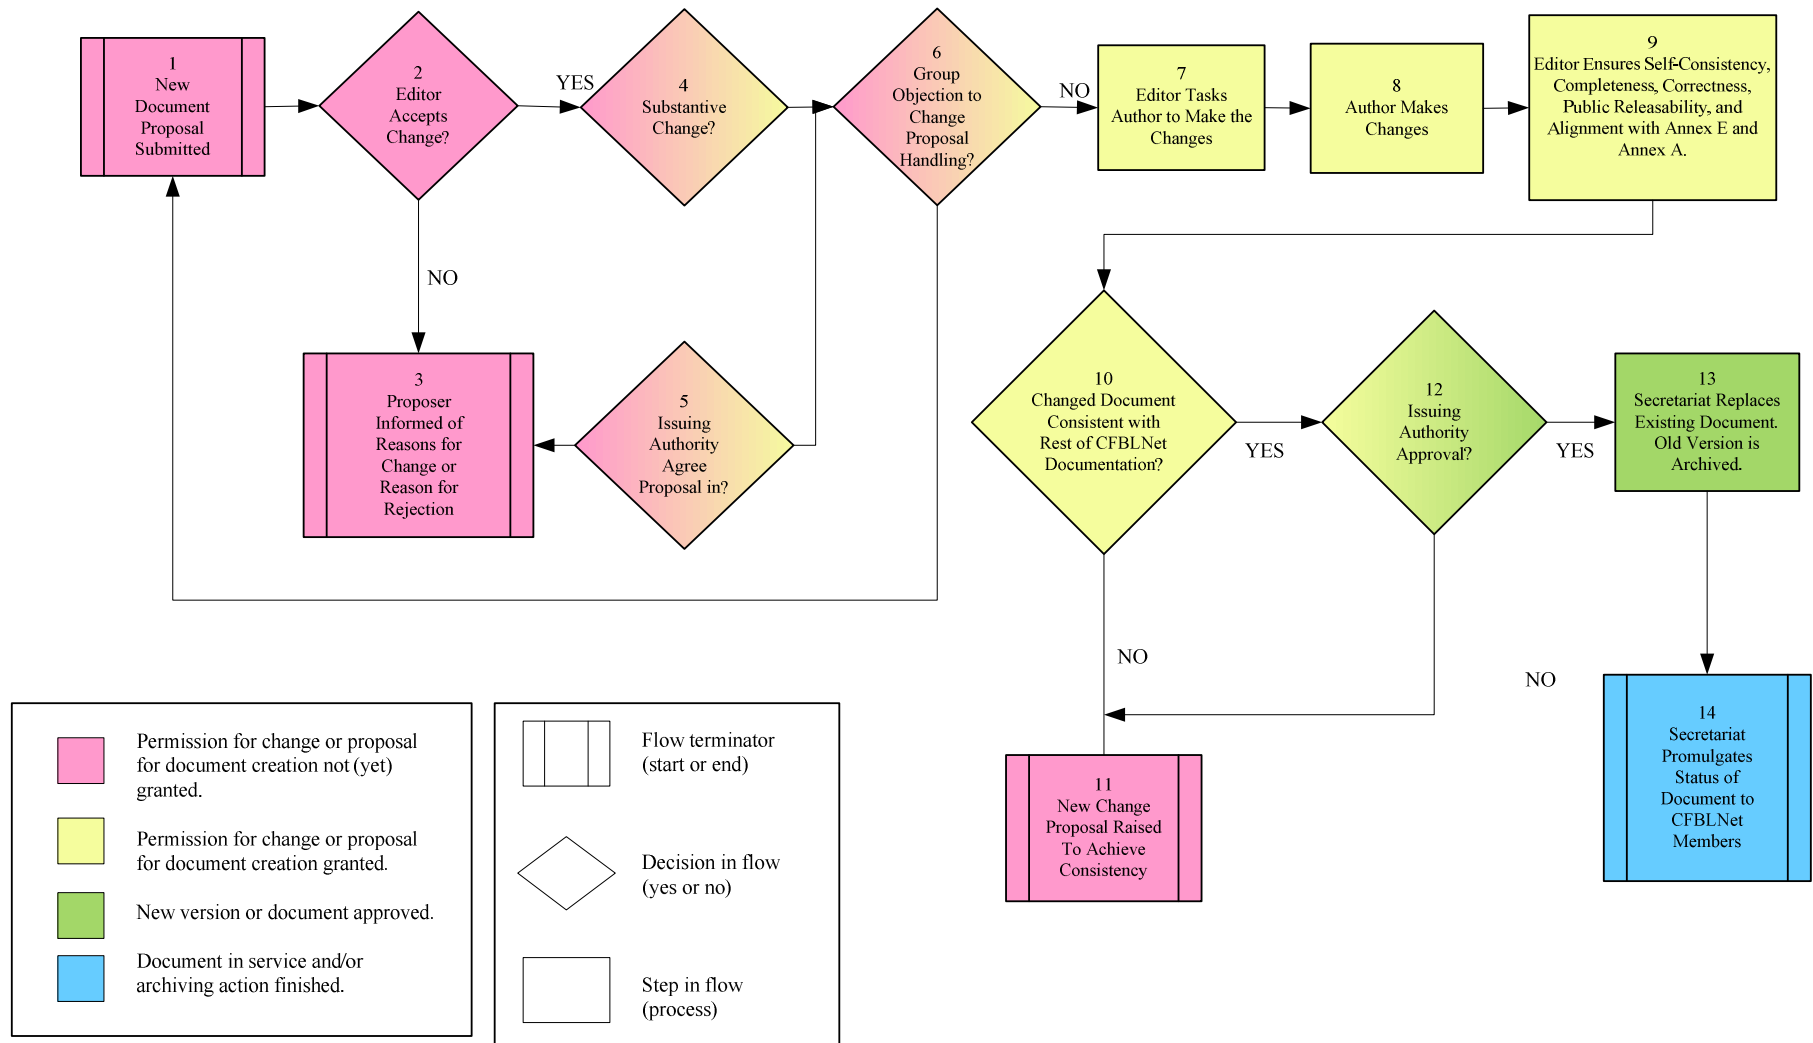 1
New
Document
Proposal
Submitted
2
Editor
Accepts
Change?
YES
4
Substantive
Change?
6
Group
Objection to
Change
Proposal
Handling?
NO
7
Editor Tasks
Author to Make the
Changes
8
Author Makes
Changes
9
Editor Ensures Self-Consistency,
Completeness, Correctness,
Public Releasability, and
Alignment with Annex E and
Annex A.
NO
3
Proposer
Informed of
Reasons for
Change or
Reason for
Rejection
5
Issuing
Authority
Agree
Proposal in?
10
Changed Document
Consistent with
Rest of CFBLNet
Documentation?
YES
12
Issuing
Authority
Approval?
YES
13
Secretariat Replaces
Existing Document.
Old Version is
Archived.
NO
NO
11
New Change
Proposal Raised
To Achieve
Consistency
14
Secretariat
Promulgates
Status of
Document to
CFBLNet
Members
Permission for change or proposal
for document creation not (yet)
granted.
Permission for change or proposal
for document creation granted.
New version or document approved.
Document in service and/or
archiving action finished.
Flow terminator
(start or end)
Decision in flow
(yes or no)
Step in flow
(process)